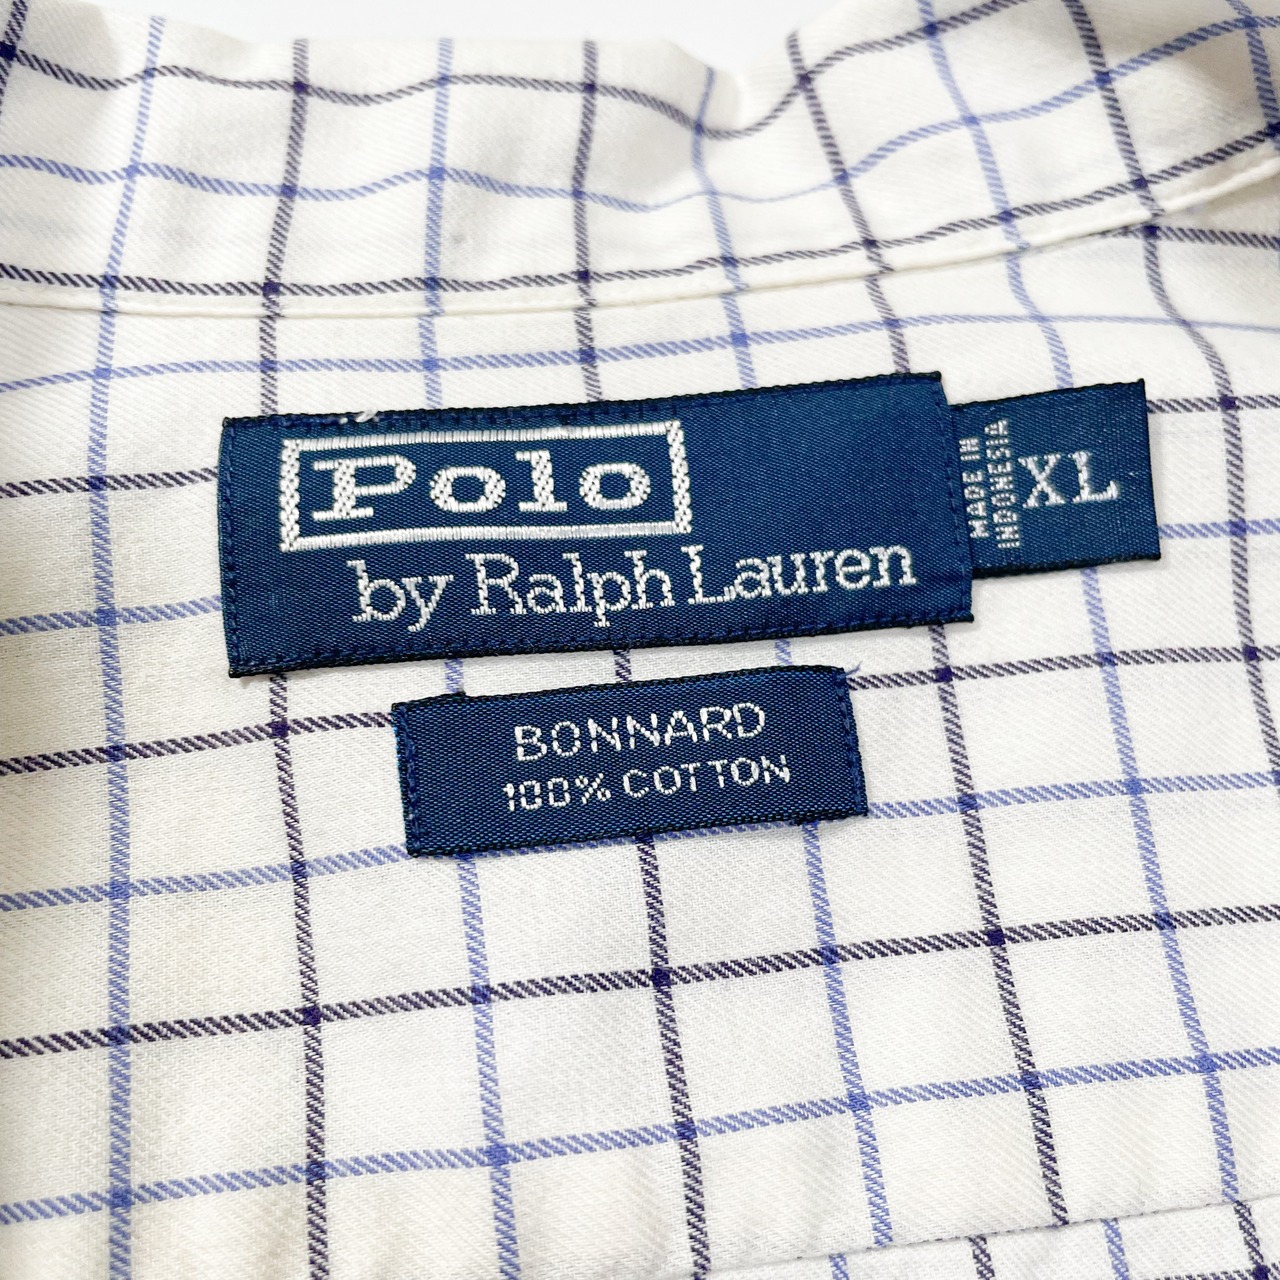 Polo
by Ralph Lauren
MADE IN
INDONESIA
XL
BONNARD
100% COTTON